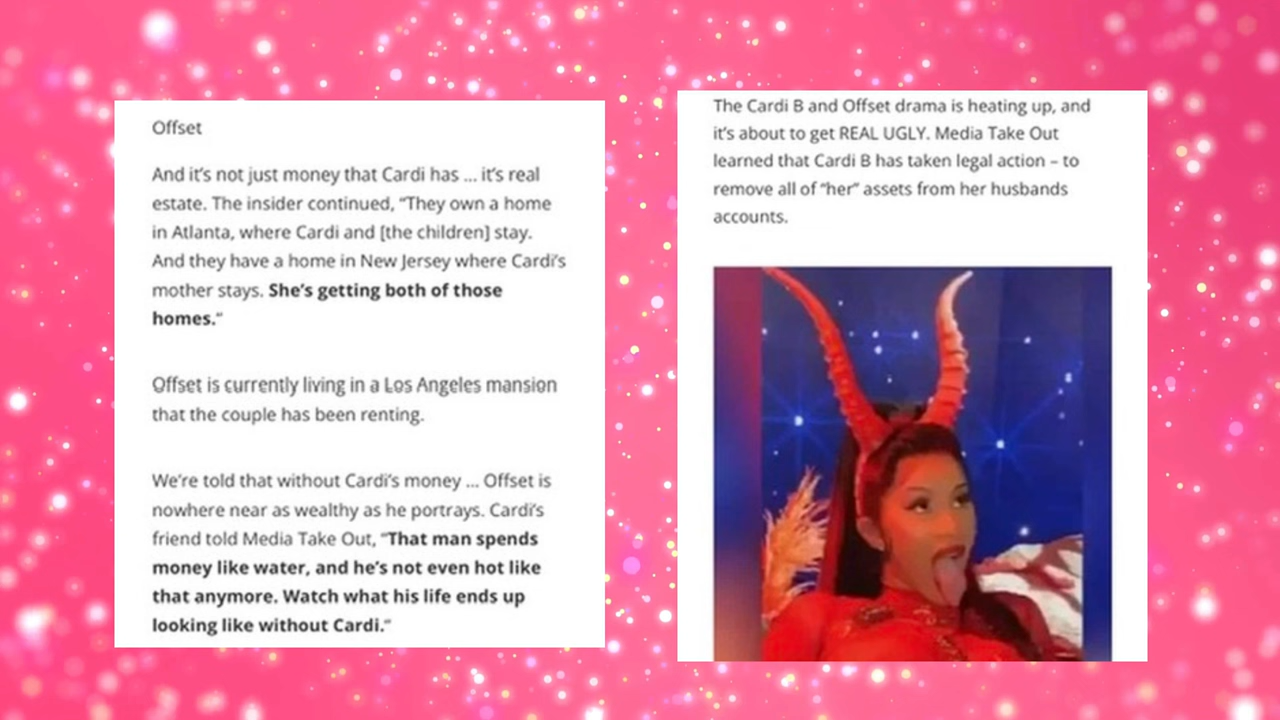 Offset
And it's not just money that Cardi has ... it's real
estate. The insider continued, “They own a home
in Atlanta, where Cardi and [the children] stay.
And they have a home in New Jersey where Cardi's
mother stays. She's getting both of those
homes.”
Offset is currently living in a Los Angeles mansion
that the couple has been renting.
We're told that without Cardi's money ... Offset is
nowhere near as wealthy as he portrays. Cardi's
friend told Media Take Out, “That man spends
money like water, and he's not even hot like
that anymore. Watch what his life ends up
looking like without Cardi.”
The Cardi B and Offset drama is heating up, and
it's about to get REAL UGLY. Media Take Out
learned that Cardi B has taken legal action – to
remove all of “her” assets from her husbands
accounts.